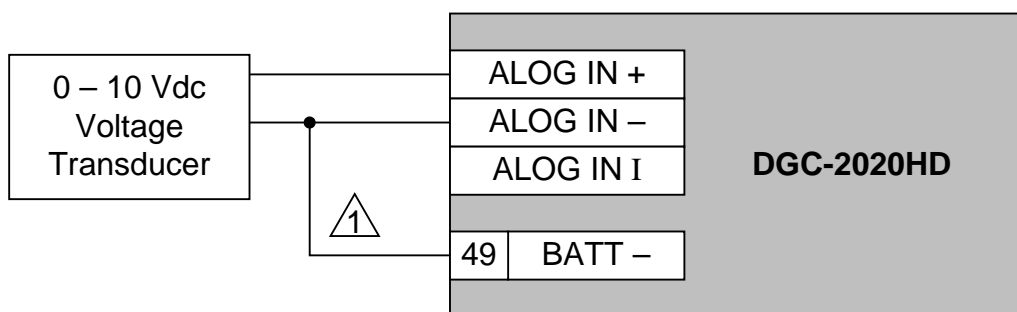 0 – 10 Vdc
Voltage
Transducer
ALOG IN +
ALOG IN –
ALOG IN I
DGC-2020HD
1
49 BATT –